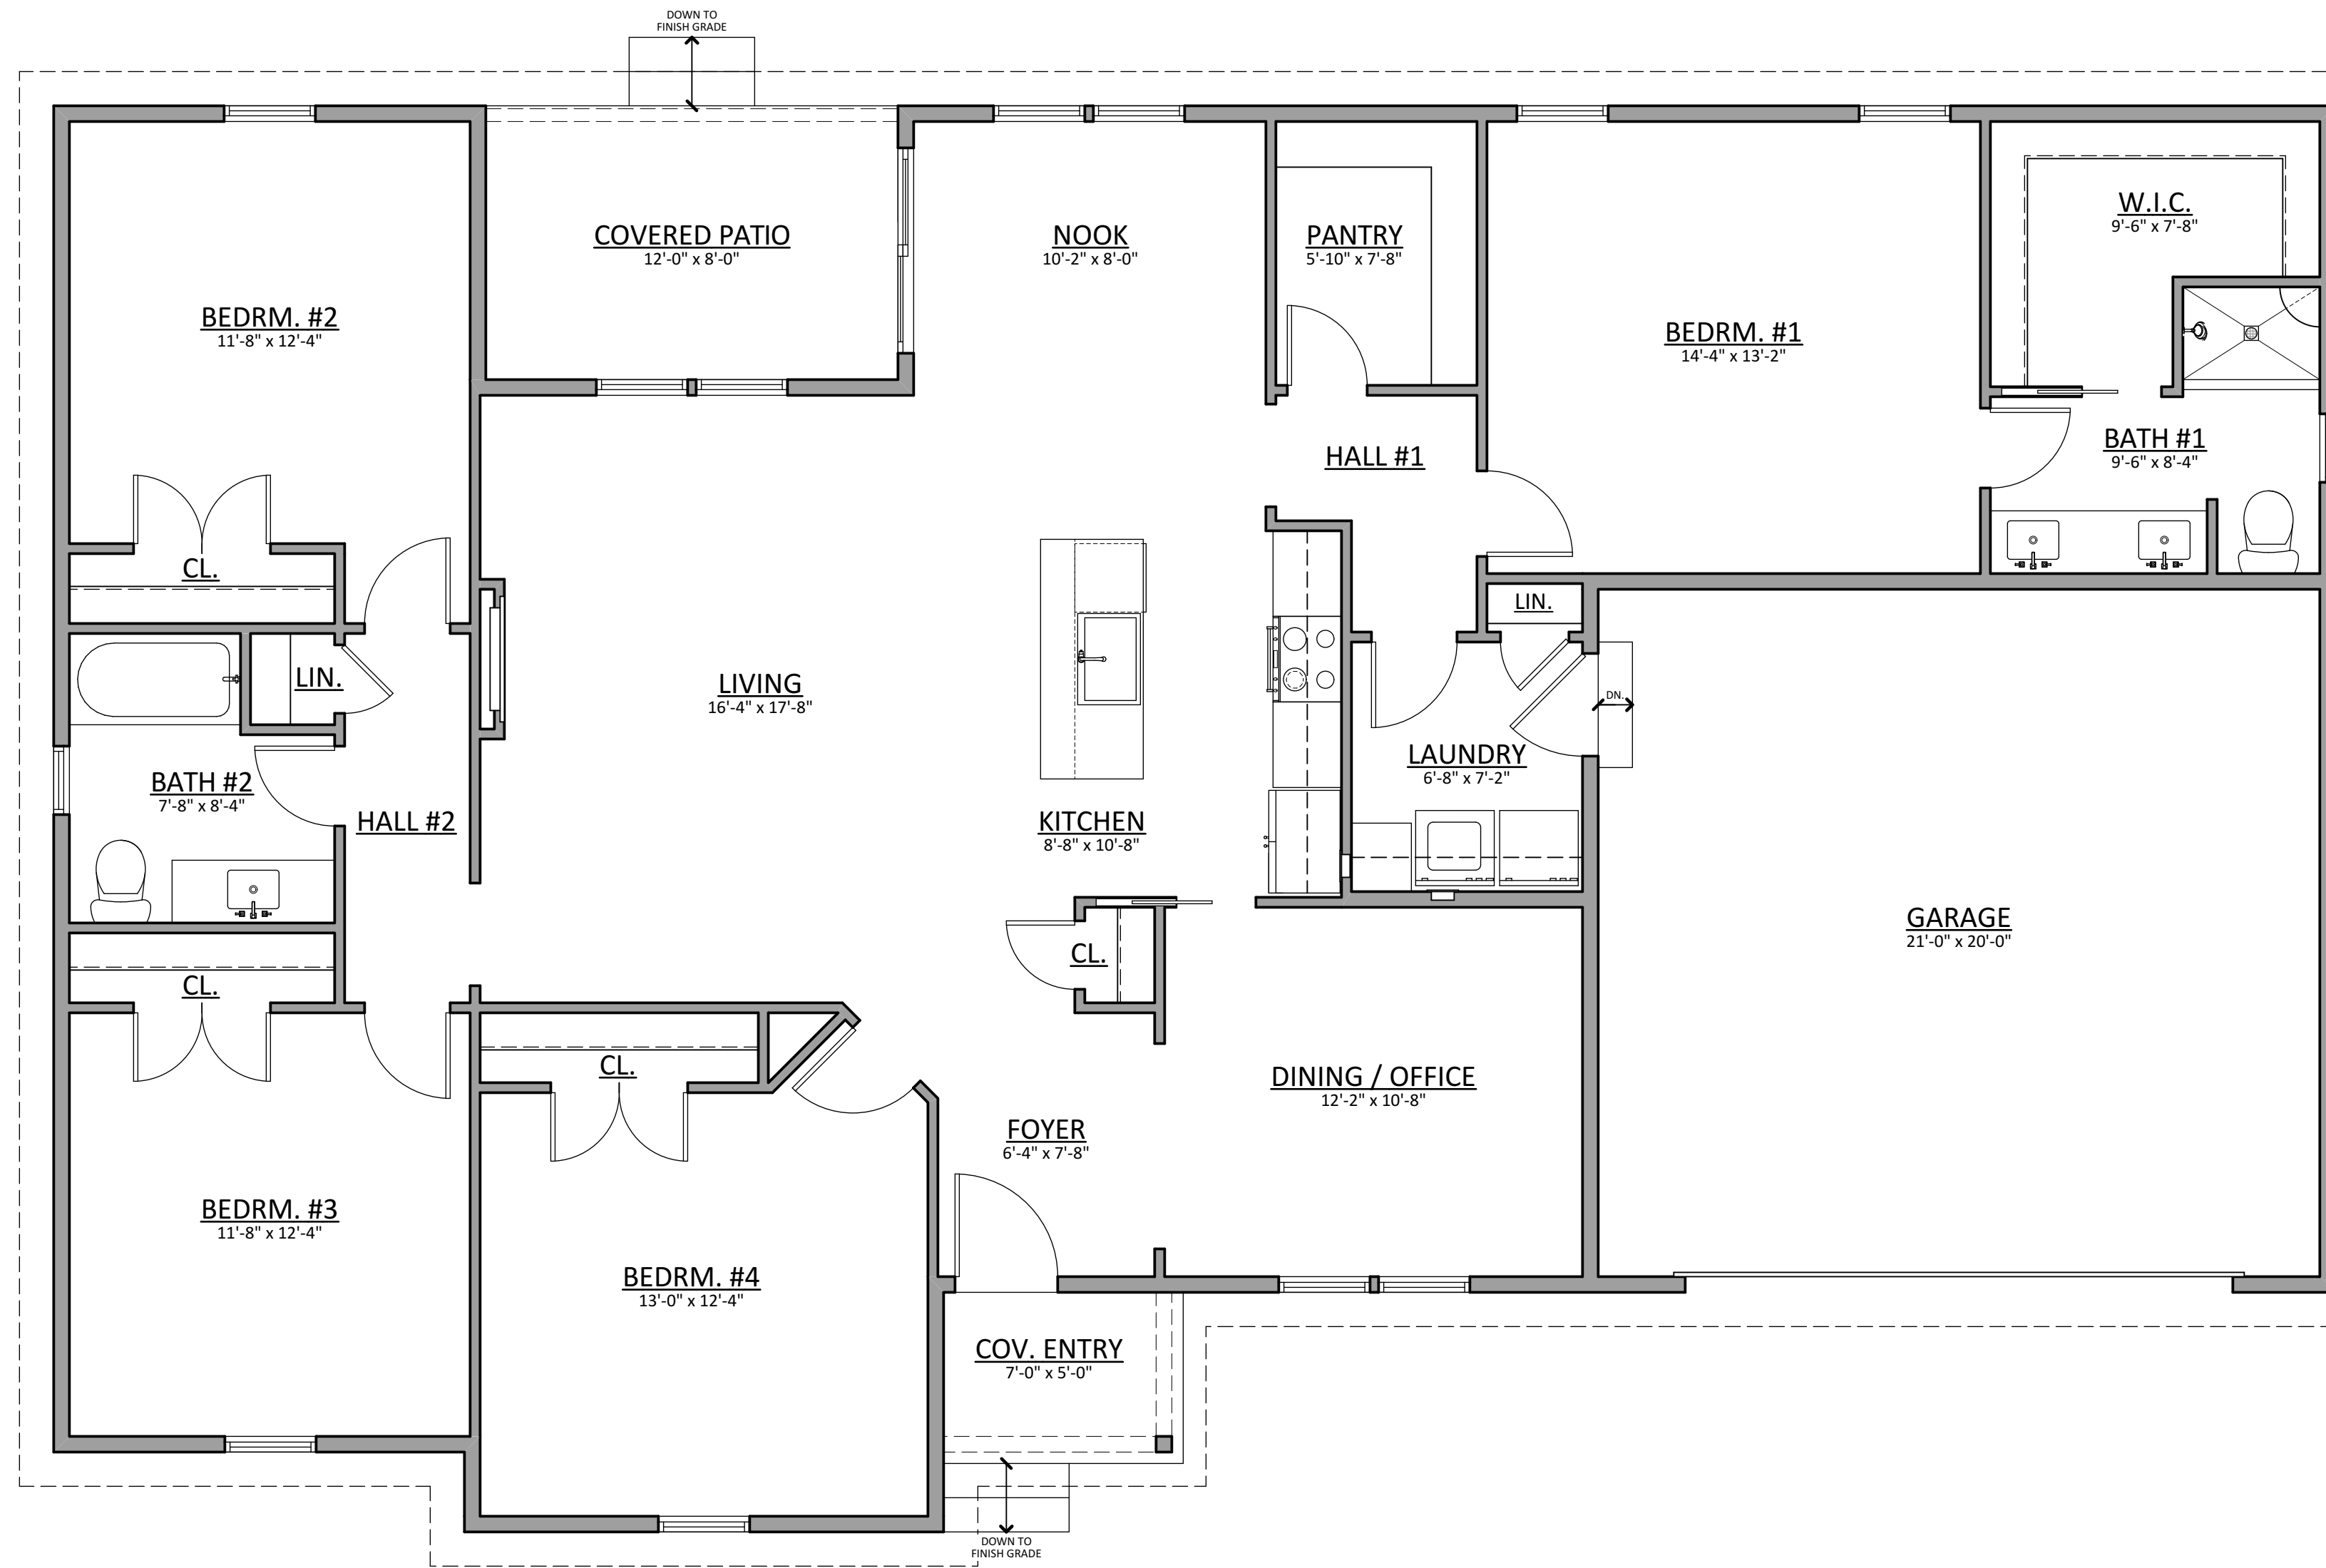 DOWN TO
FINISH GRADE
W.I.C.
9'-6" x 7'-8"
COVERED PATIO
12'-0" x 8'-0"
NOOK
10'-2" x 8'-0"
PANTRY
5'-10" x 7'-8"
BEDRM. #2
11'-8" x 12'-4"
BEDRM. #1
14'-4" x 13'-2"
BATH #1
9'-6" x 8'-4"
HALL #1
CL.
LIN.
LIN.
LIVING
16'-4" x 17'-8"
DN.
LAUNDRY
6'-8" x 7'-2"
BATH #2
7'-8" x 8'-4"
HALL #2
KITCHEN
8'-8" x 10'-8"
GARAGE
21'-0" x 20'-0"
CL.
CL.
CL.
DINING / OFFICE
12'-2" x 10'-8"
FOYER
6'-4" x 7'-8"
BEDRM. #3
11'-8" x 12'-4"
BEDRM. #4
13'-0" x 12'-4"
COV. ENTRY
7'-0" x 5'-0"
DOWN TO
FINISH GRADE